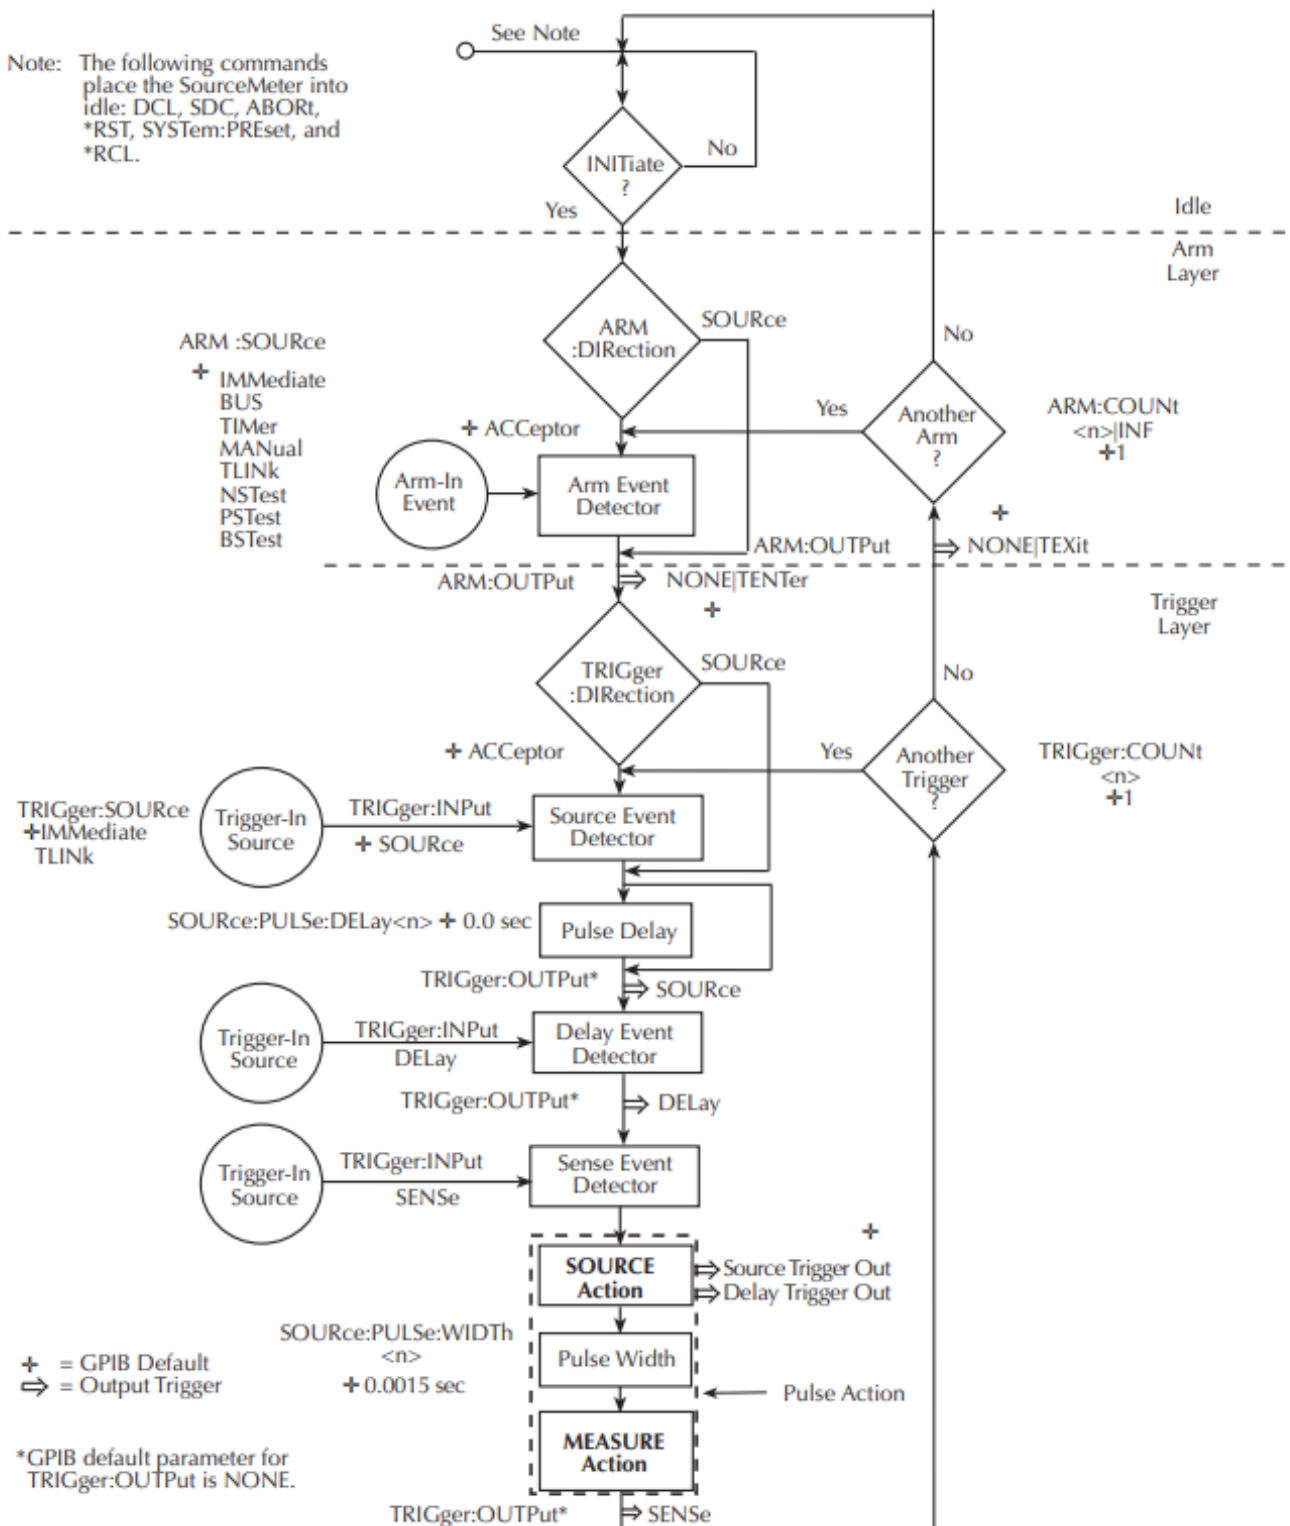 See Note
Note: The following commands
place the SourceMeter into
idle: DCL, SDC, ABORt,
*RST, SYSTem:PREset, and
*RCL.
INITiate
?
No
Yes
Idle
Arm
Layer
ARM
:DIRection
SOURce
ARM :SOURce
✛ IMMediate
BUS
TIMer
MANual
TLINk
NSTest
PSTest
BSTest
✛ ACCeptor
Arm-In
Event
Arm Event
Detector
No
Yes
Another
Arm
?
ARM:COUNt
<n>|INF
✛1
✛
ARM:OUTPut
⇒ NONE|TEXit
ARM:OUTPut
⇒ NONE|TENTer
✛
Trigger
Layer
TRIGger
:DIRection
SOURce
No
✛ ACCeptor
Yes
Another
Trigger
?
TRIGger:COUNt
<n>
✛1
TRIGger:SOURce
✛IMMediate
TLINk
Trigger-In
Source
TRIGger:INPut
✛ SOURce
Source Event
Detector
SOURce:PULSe:DELay<n> ✛ 0.0 sec
Pulse Delay
TRIGger:OUTPut*
⇒ SOURce
Trigger-In
Source
TRIGger:INPut
DELay
Delay Event
Detector
TRIGger:OUTPut*
⇒ DELay
Trigger-In
Source
TRIGger:INPut
SENSe
Sense Event
Detector
✛
SOURCE
Action
⇒ Source Trigger Out
⇒ Delay Trigger Out
SOURce:PULSe:WIDTh
<n>
✛ 0.0015 sec
Pulse Width
Pulse Action
✛ = GPIB Default
⇒ = Output Trigger
MEASURE
Action
*GPIB default parameter for
TRIGger:OUTPut is NONE.
TRIGger:OUTPut*
⇒ SENSe